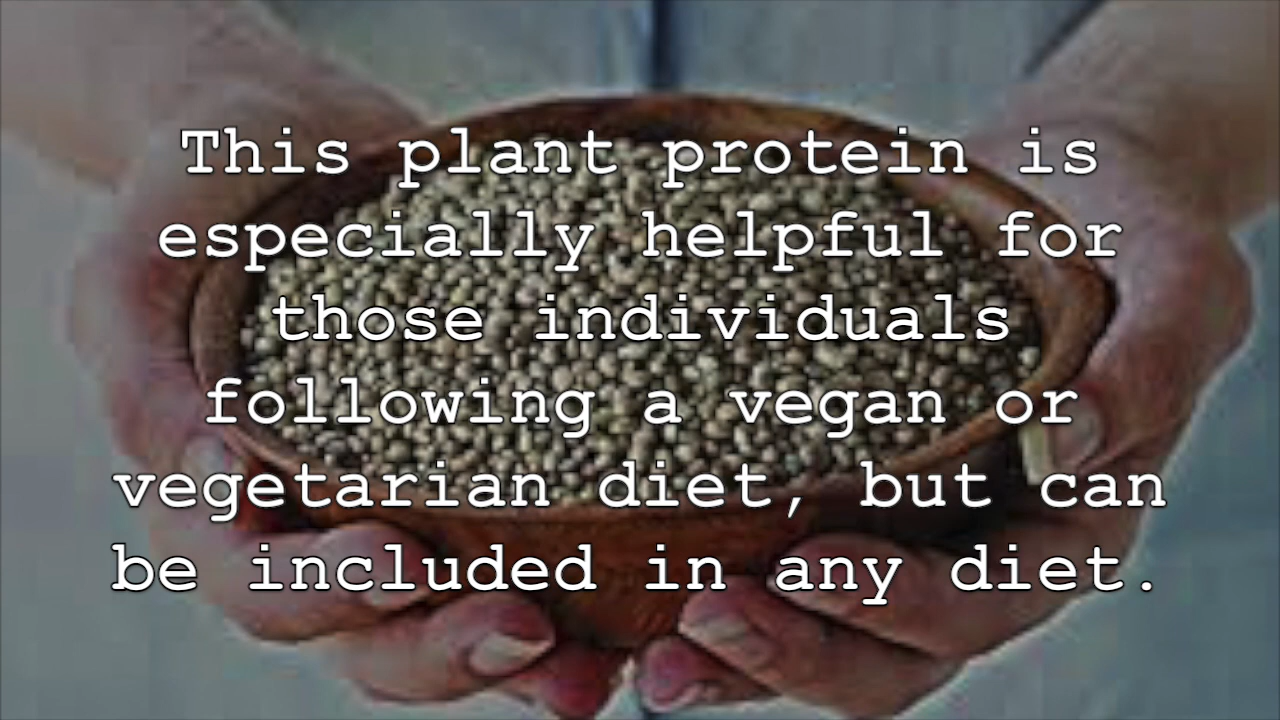 This plant protein is
especially helpful for
those individuals
following a vegan or
vegetarian diet, but can
be included in any diet.